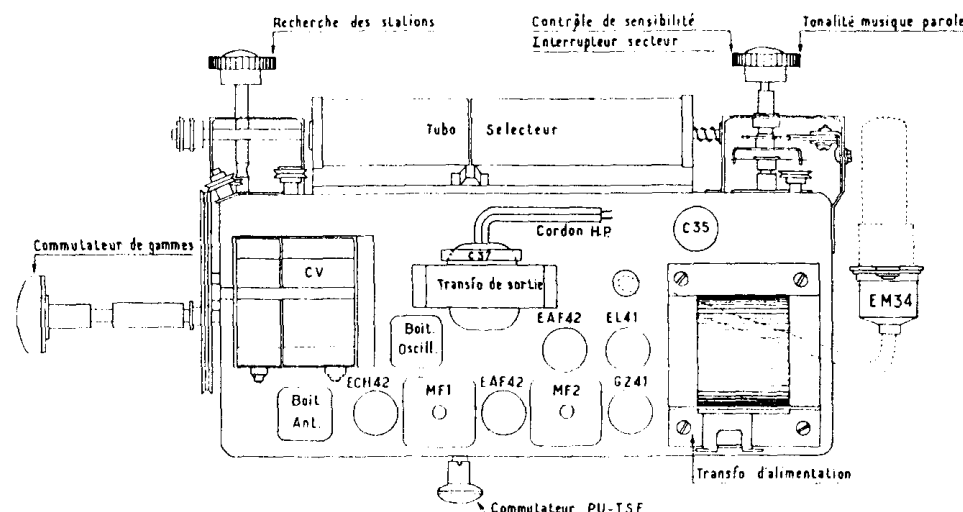 Recherche des stations
Contrôle de sensibilité
Interrupteur secteur
Tonalité musique parole
Tubo Sélecteur
Cordon H.P.
C35
Commutateur de gammes
CV
C37
Transfo de sortie
EM34
Boit. Oscill.
EAF42
EL41
ECH42
MF1
EAF42
MF2
GZ41
Boit Ant.
Transfo d'alimentation
Commutateur PU-T.S.F.